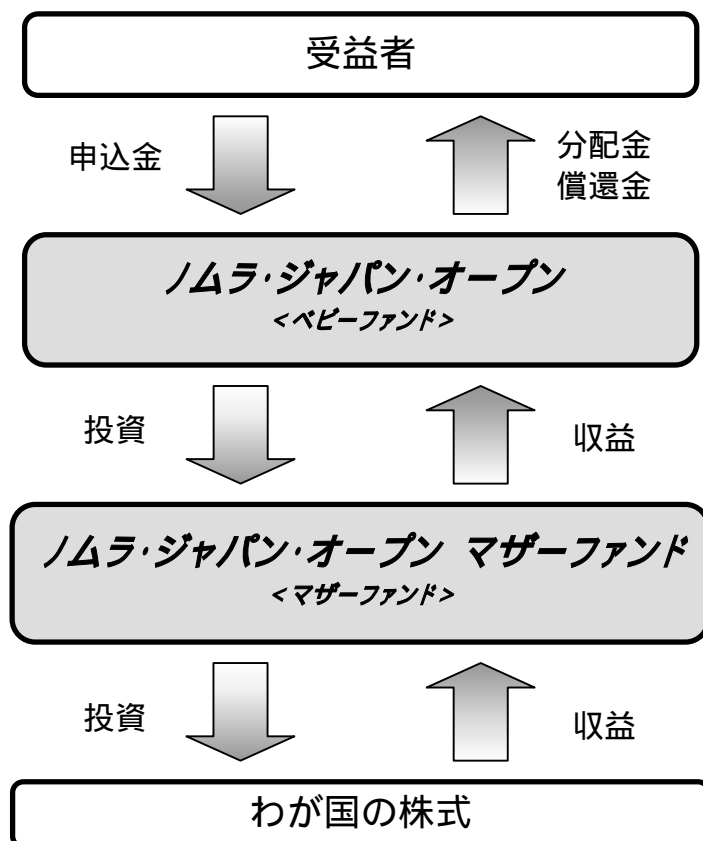 受益者
申込金
分配金
償還金
ノムラ・ジャパン・オープン
<ベビーファンド>
投資
収益
ノムラ・ジャパン・オープン マザーファンド
<マザーファンド>
投資
収益
わが国の株式